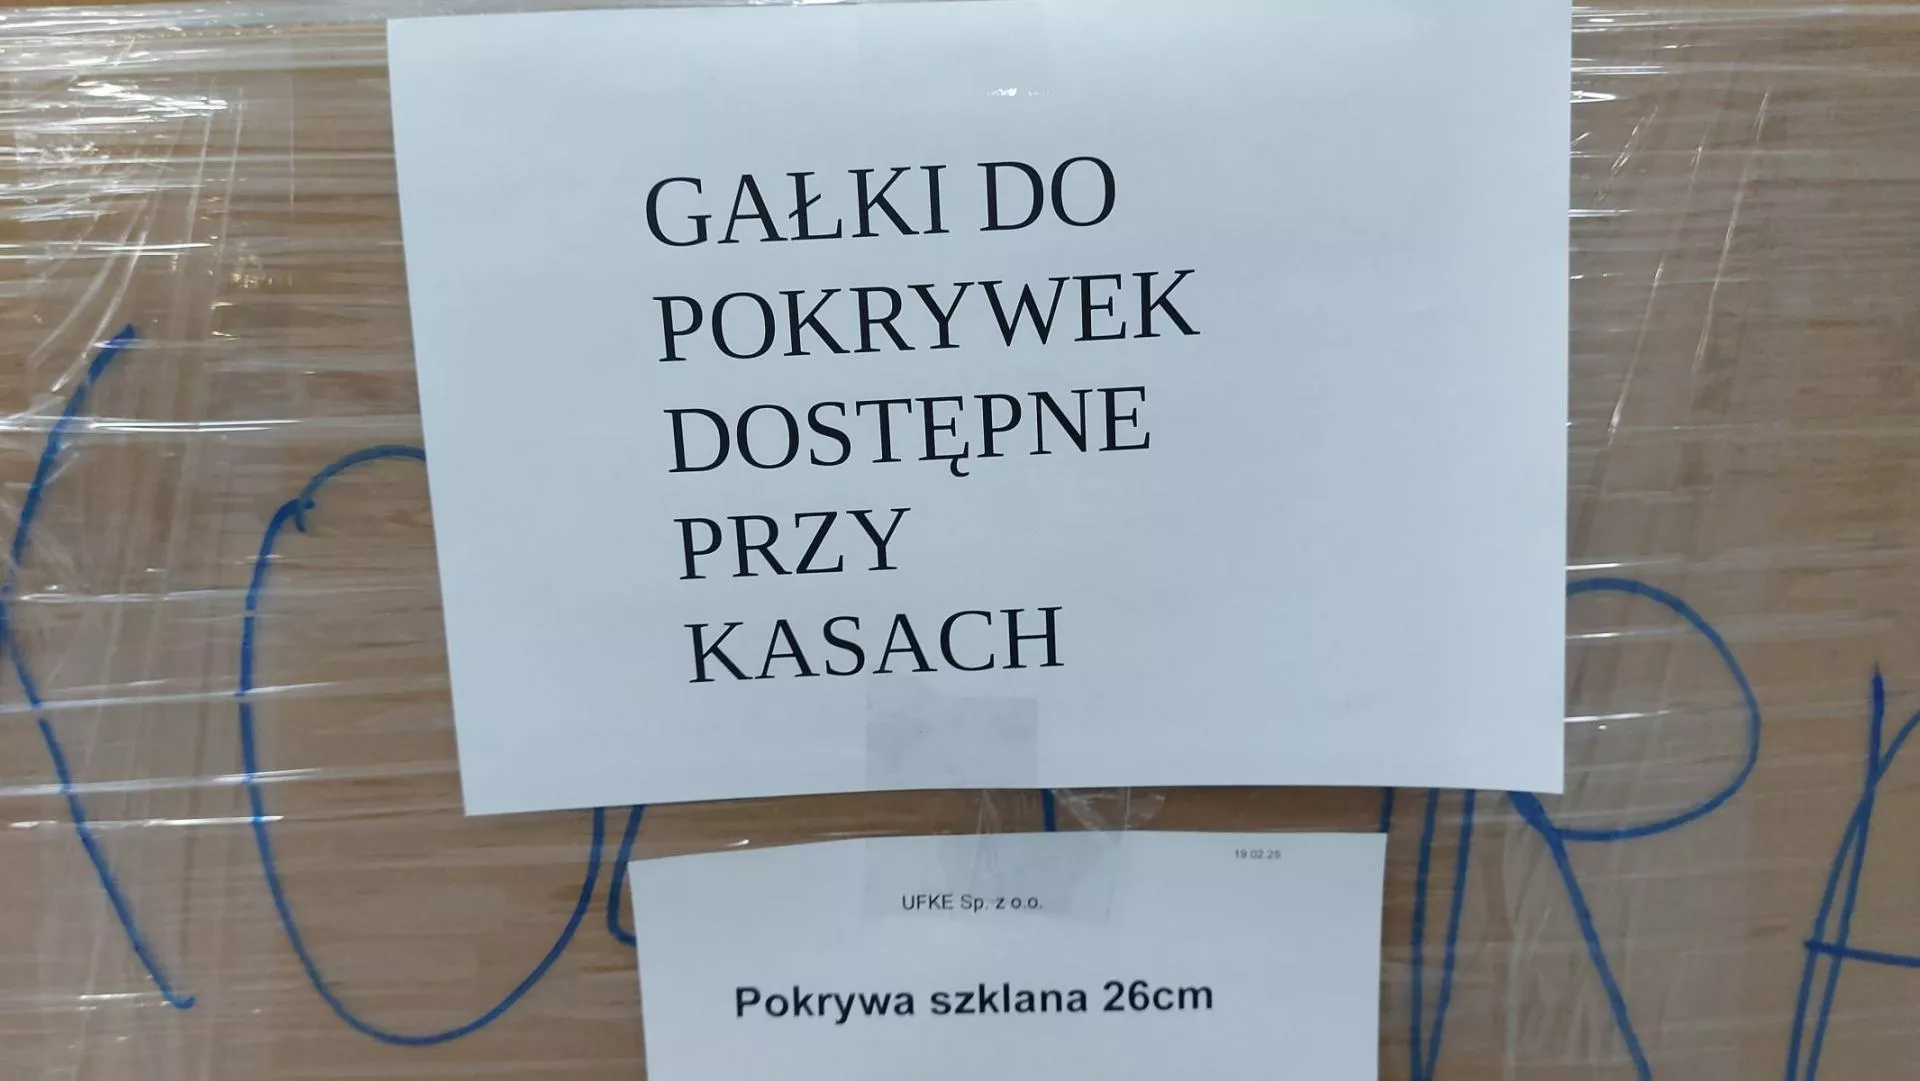 GAŁKI DO
POKRYWEK
DOSTĘPNE
PRZY
KASACH
19.02.25
UFKE Sp. z o.o.
Pokrywa szklana 26cm